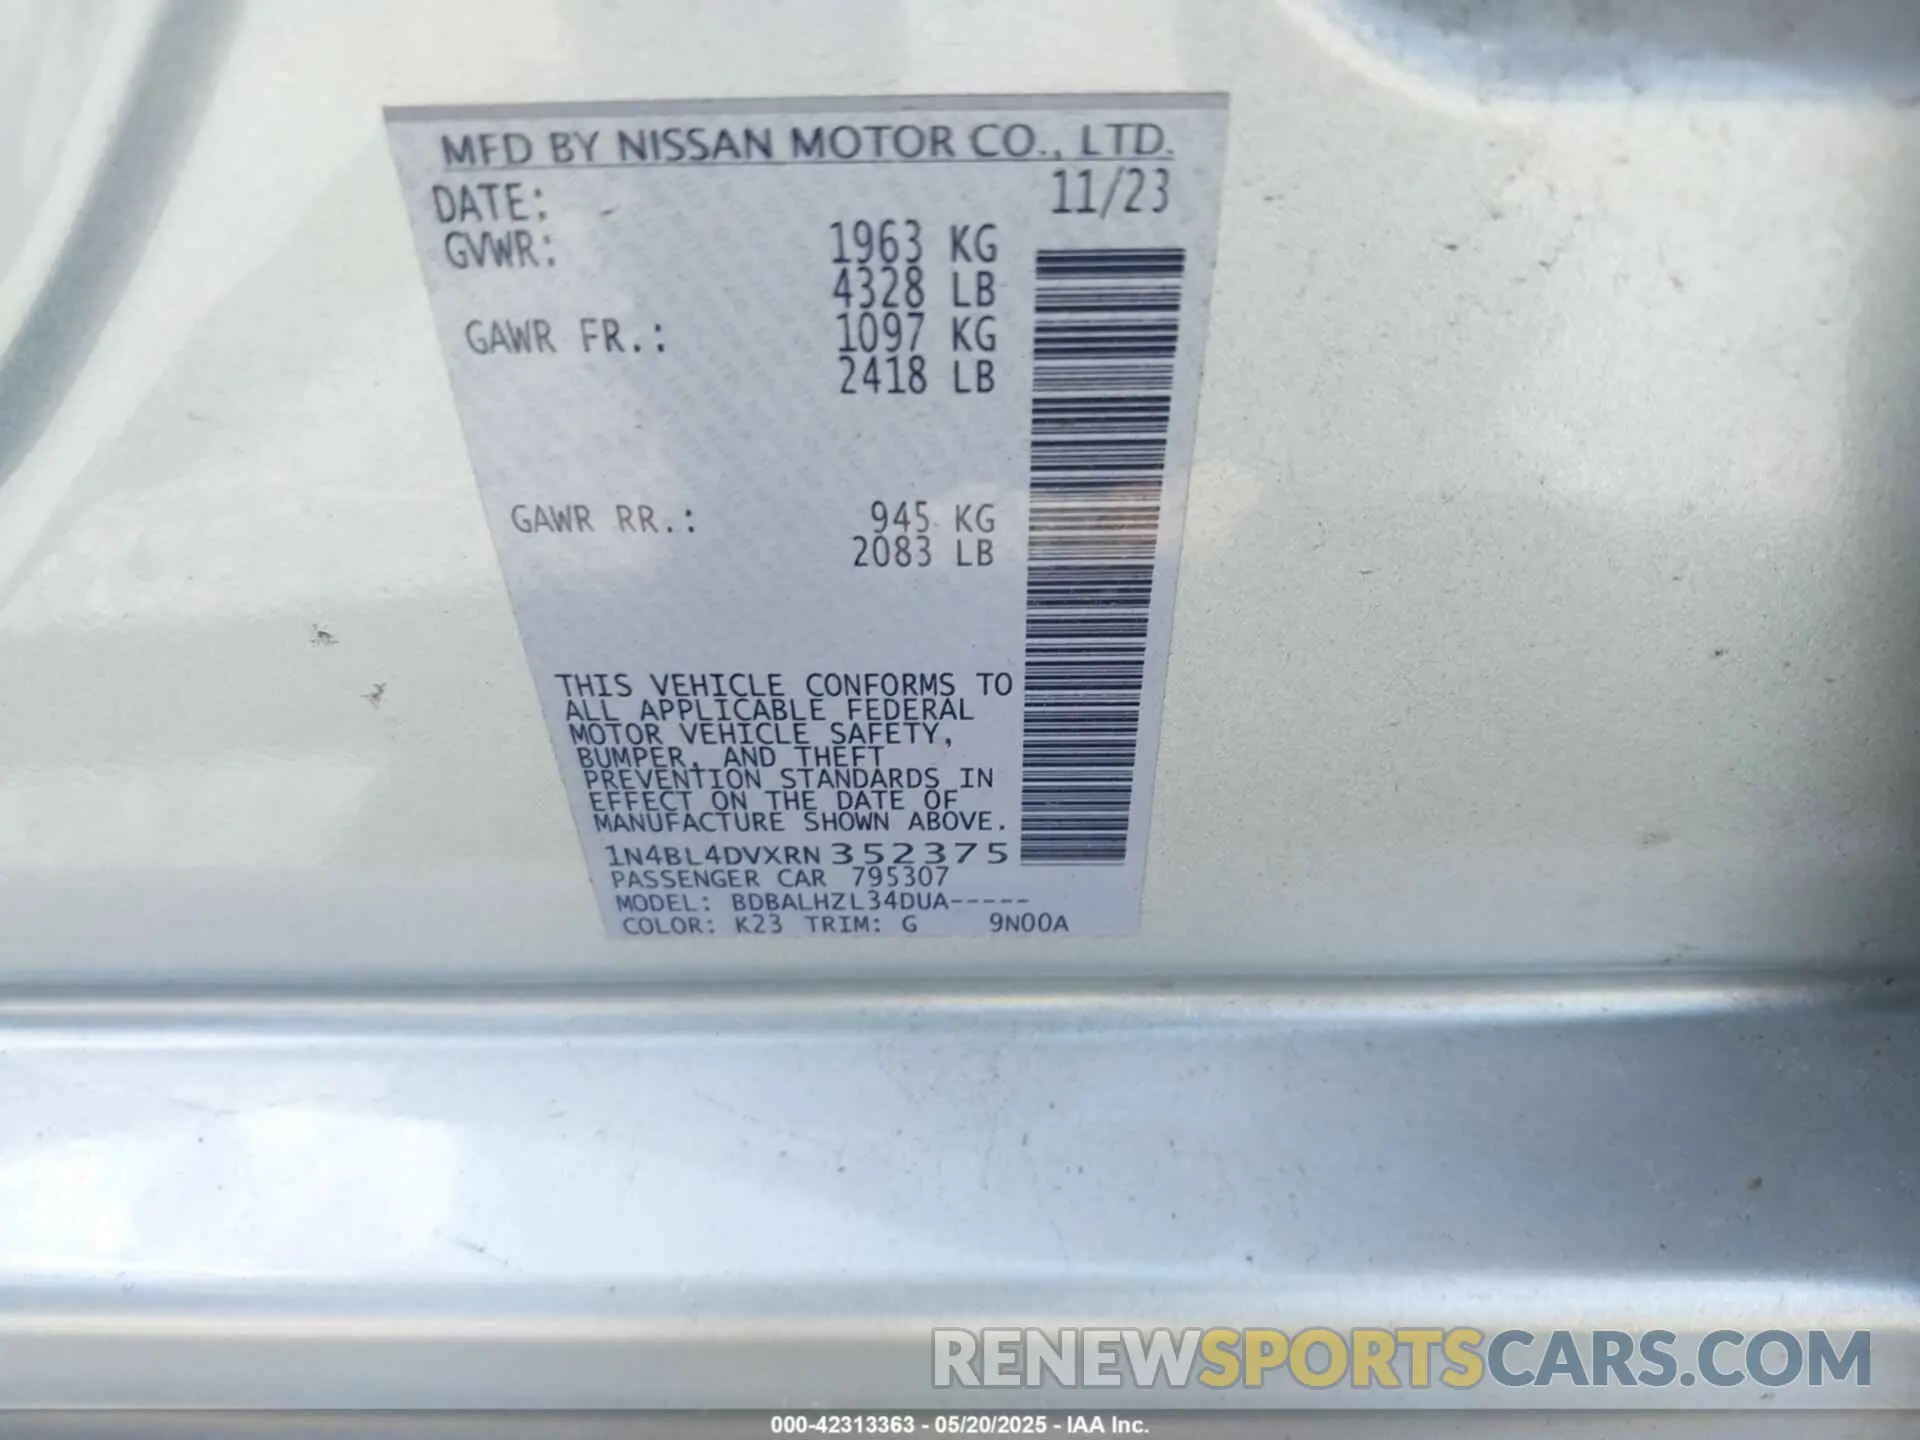 MFD BY NISSAN MOTOR CO., LTD.
DATE: 11/23
GVWR: 1963 KG
4328 LB
GAWR FR.: 1097 KG
2418 LB
GAWR RR.: 945 KG
2083 LB
THIS VEHICLE CONFORMS TO
ALL APPLICABLE FEDERAL
MOTOR VEHICLE SAFETY,
BUMPER, AND THEFT
PREVENTION STANDARDS IN
EFFECT ON THE DATE OF
MANUFACTURE SHOWN ABOVE.
1N4BL4DVXRN352375
PASSENGER CAR 795307
MODEL: BDBALHZL34DUA-----
COLOR: K23 TRIM: G 9N00A
RENEWSPORTSCARS.COM
000-42313363 - 05/20/2025 - IAA Inc.